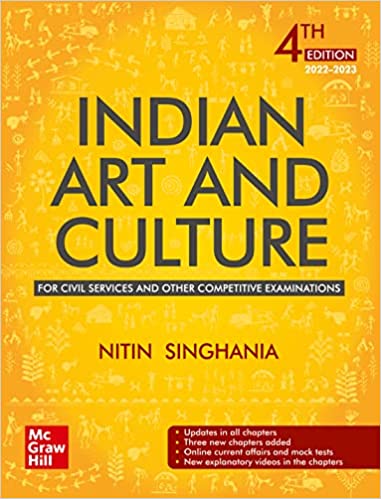 4TH
EDITION
2022-2023
INDIAN
ART AND
CULTURE
FOR CIVIL SERVICES AND OTHER COMPETITIVE EXAMINATIONS
NITIN SINGHANIA
Mc
Graw
Hill
• Updates in all chapters
• Three new chapters added
• Online current affairs and mock tests
• New explanatory videos in the chapters